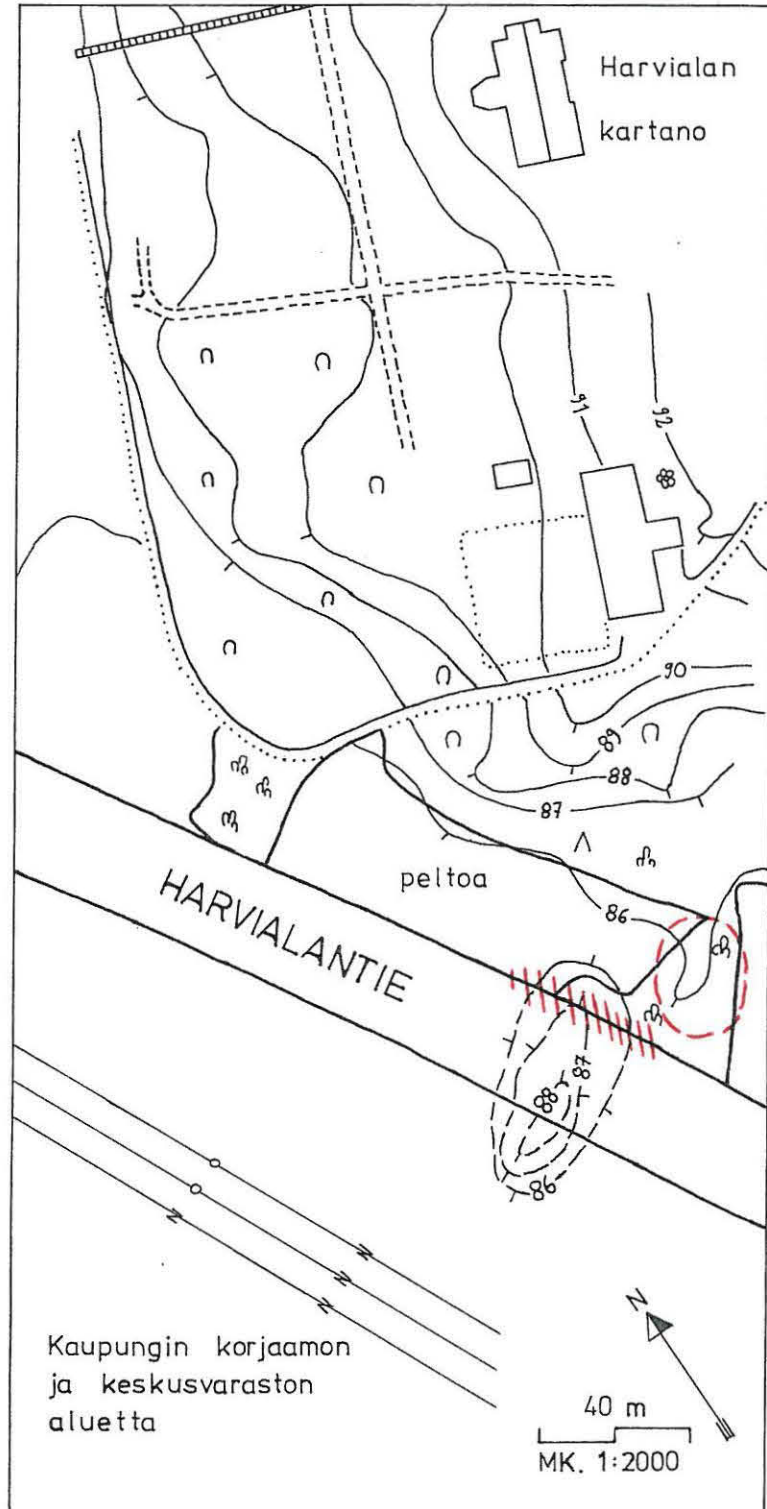 Harvialan
kartano
91
92
90
89
88
87
86
peltoa
HARVIALANTIE
87
88
86
N
Kaupungin korjaamon
ja keskusvaraston
aluetta
40 m
MK. 1:2000